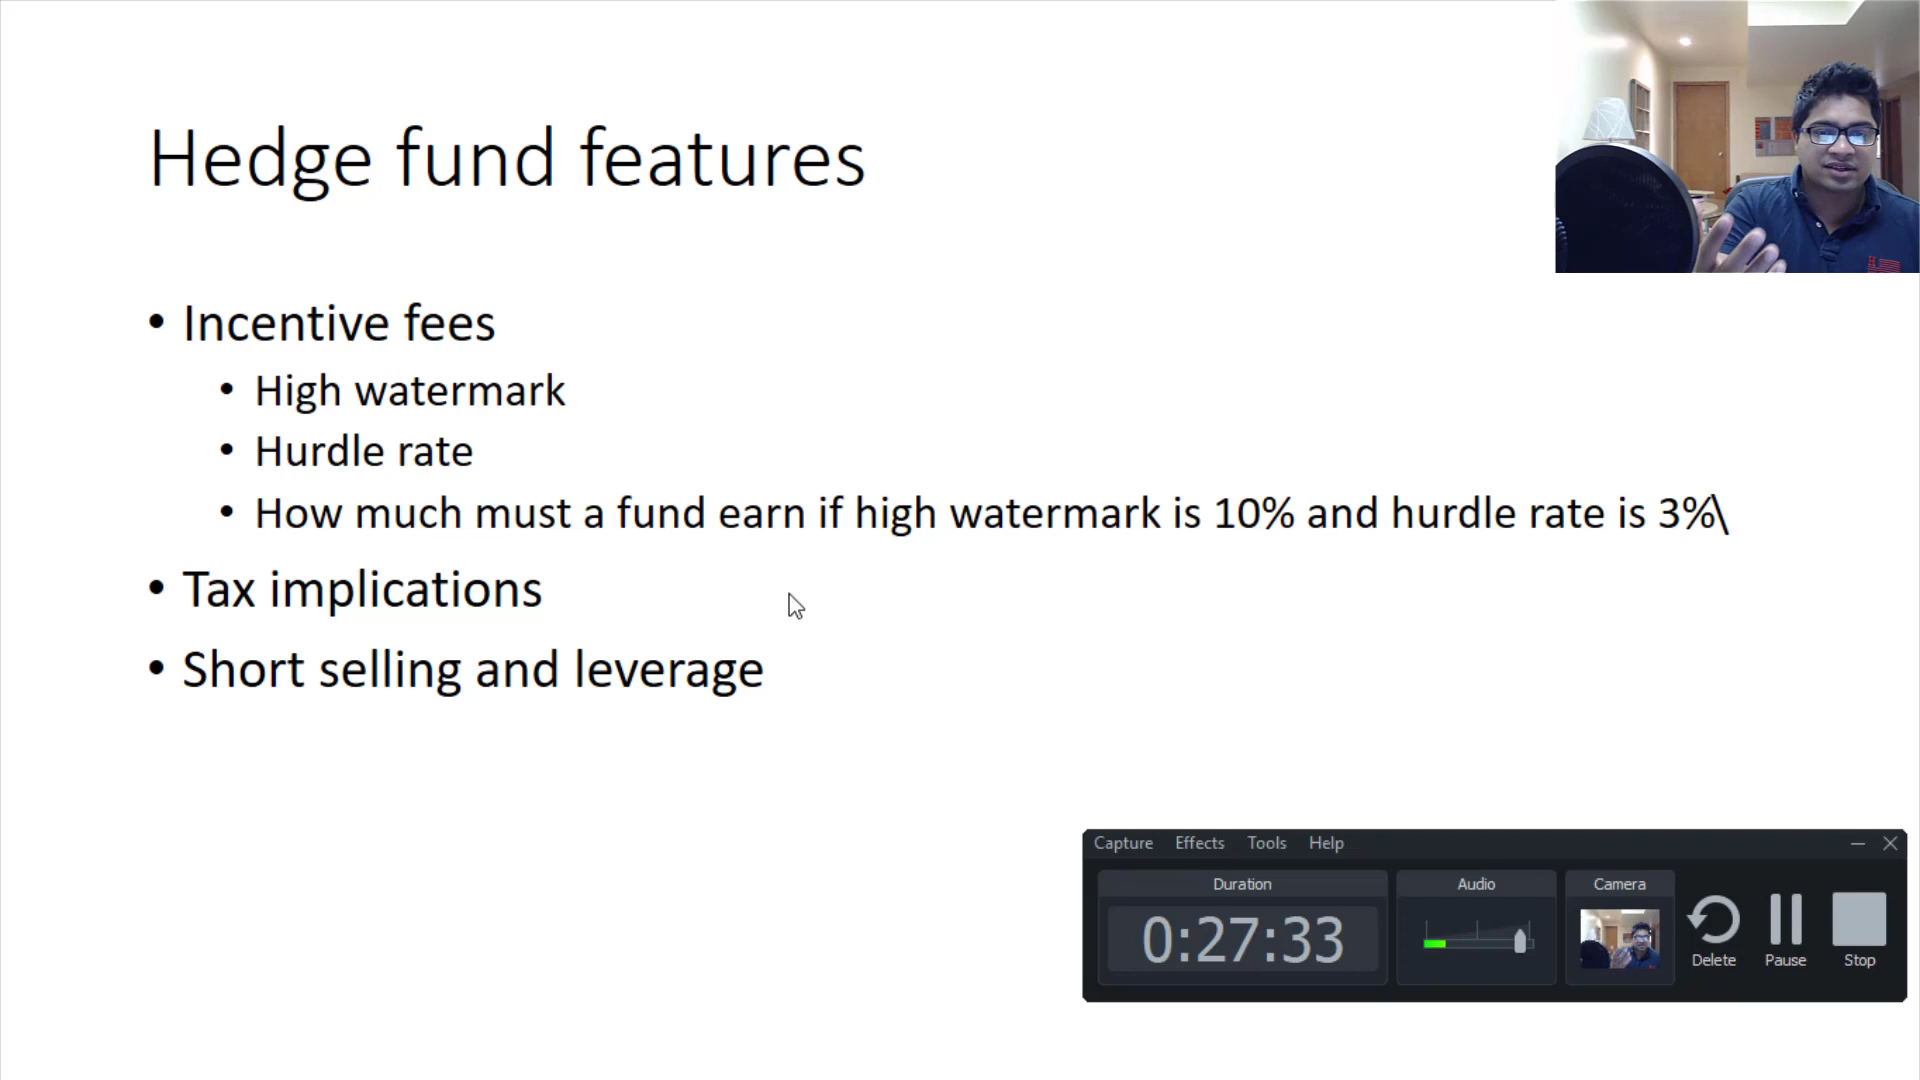 Hedge fund features
• Incentive fees
• High watermark
• Hurdle rate
• How much must a fund earn if high watermark is 10% and hurdle rate is 3%\
• Tax implications
• Short selling and leverage
Capture Effects Tools Help
Duration
Audio
Camera
0:27:33
Delete
Pause
Stop